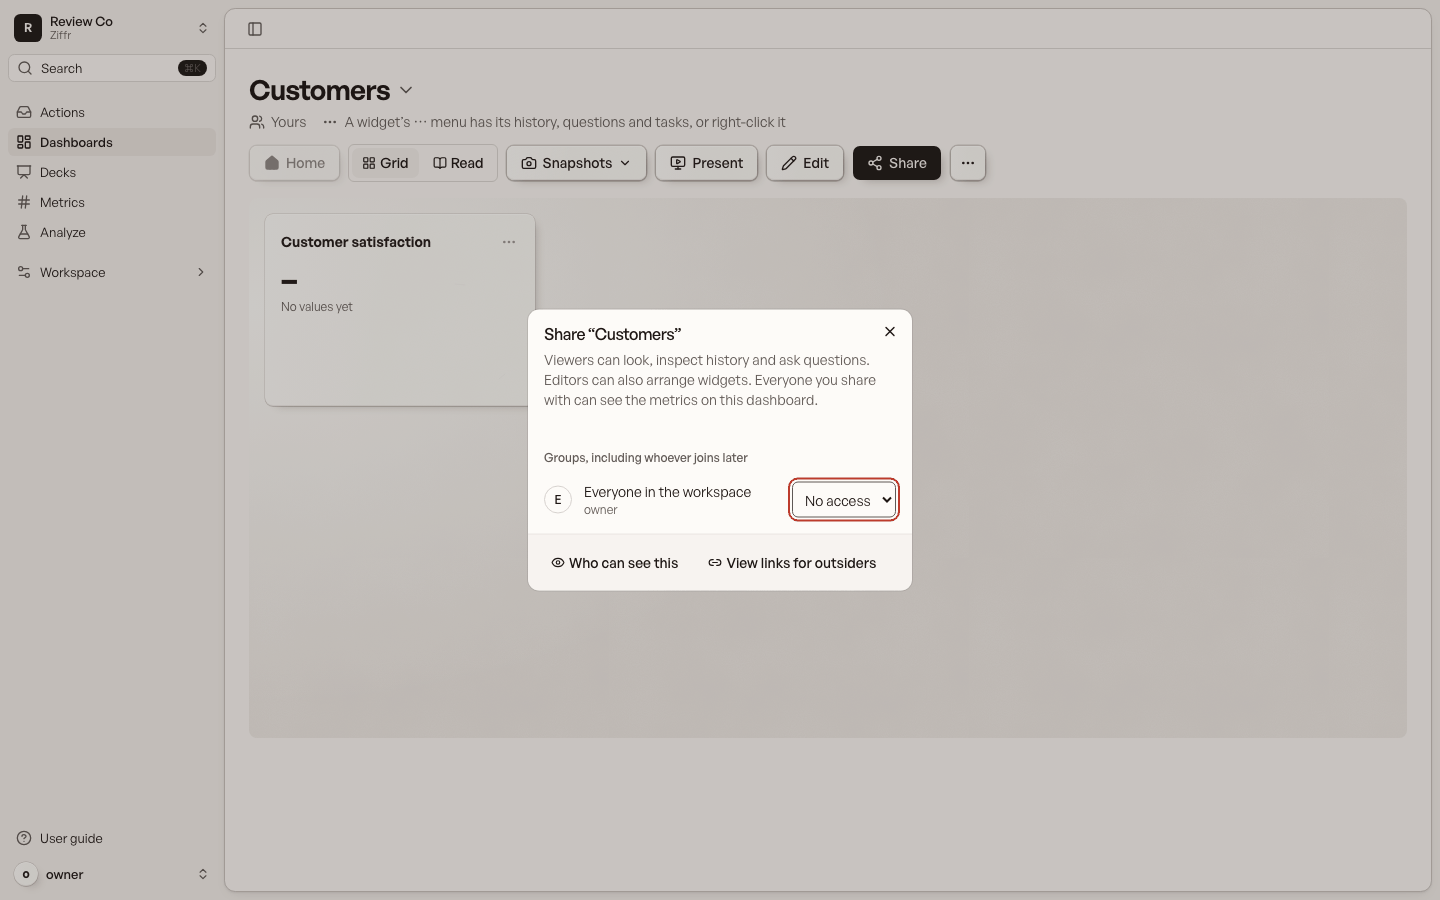 R
Review Co
Ziffr
Search
⌘K
Actions
Dashboards
Decks
Metrics
Analyze
Workspace
User guide
o
owner
Customers
Yours
··· A widget's ··· menu has its history, questions and tasks, or right-click it
Home
Grid
Read
Snapshots
Present
Edit
Share
Customer satisfaction
–
No values yet
Share “Customers”
Viewers can look, inspect history and ask questions.
Editors can also arrange widgets. Everyone you share
with can see the metrics on this dashboard.
Groups, including whoever joins later
E
Everyone in the workspace
owner
No access
Who can see this
View links for outsiders